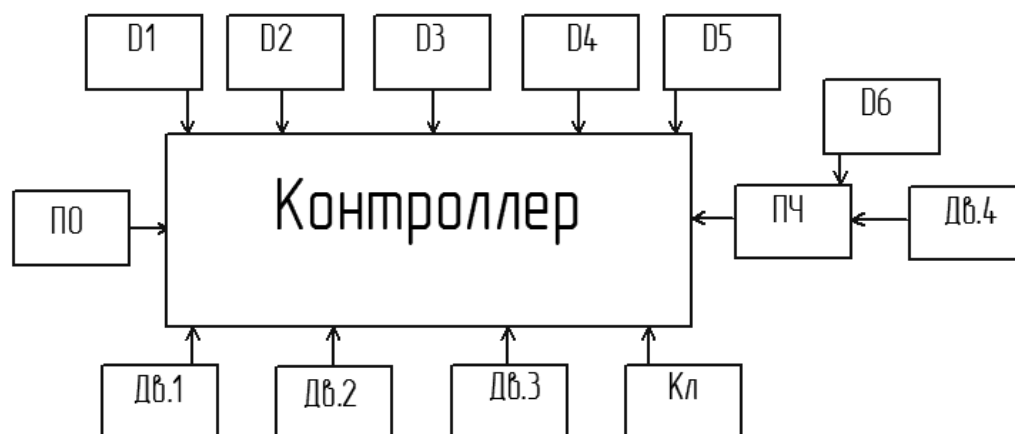 D1
D2
D3
D4
D5
D6
Контроллер
ПО
ПЧ
Дв.4
Дв.1
Дв.2
Дв.3
Кл